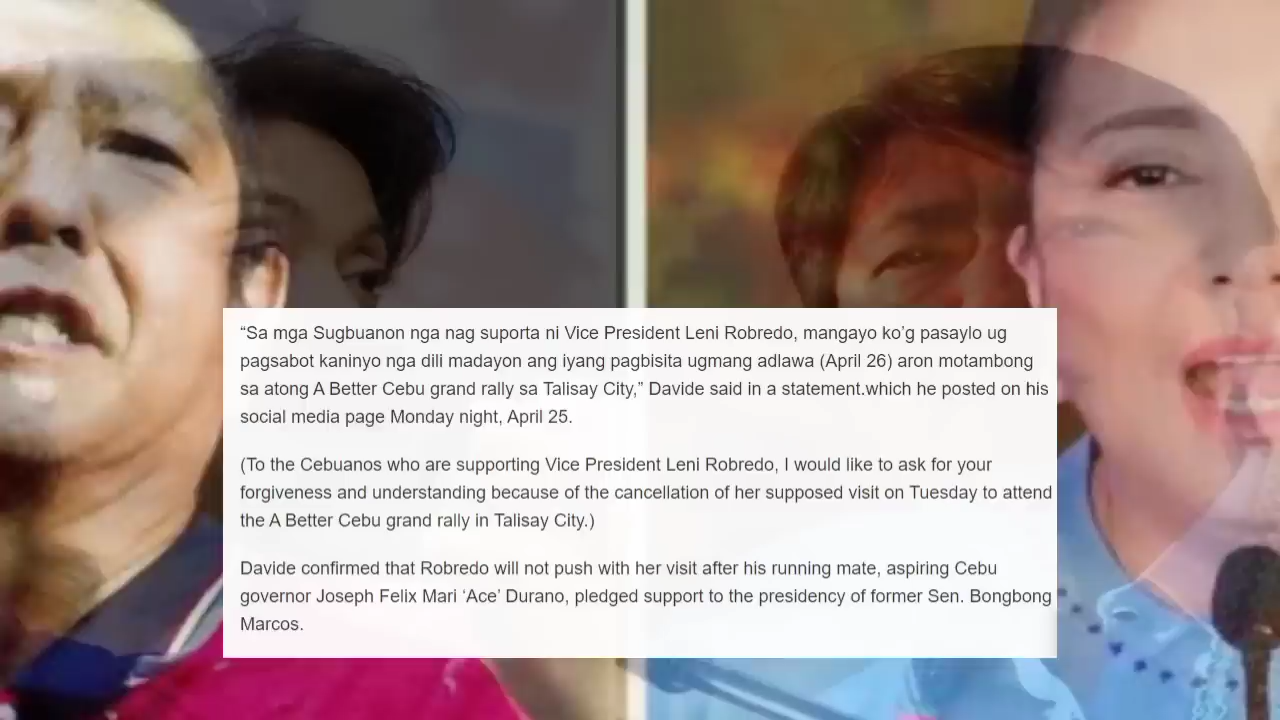 “Sa mga Sugbuanon nga nag suporta ni Vice President Leni Robredo, mangayo ko’g pasaylo ug
pagsabot kaninyo nga dili madayon ang iyang pagbisita ugmang adlawa (April 26) aron motambong
sa atong A Better Cebu grand rally sa Talisay City,” Davide said in a statement.which he posted on his
social media page Monday night, April 25.
(To the Cebuanos who are supporting Vice President Leni Robredo, I would like to ask for your
forgiveness and understanding because of the cancellation of her supposed visit on Tuesday to attend
the A Better Cebu grand rally in Talisay City.)
Davide confirmed that Robredo will not push with her visit after his running mate, aspiring Cebu
governor Joseph Felix Mari ‘Ace’ Durano, pledged support to the presidency of former Sen. Bongbong
Marcos.